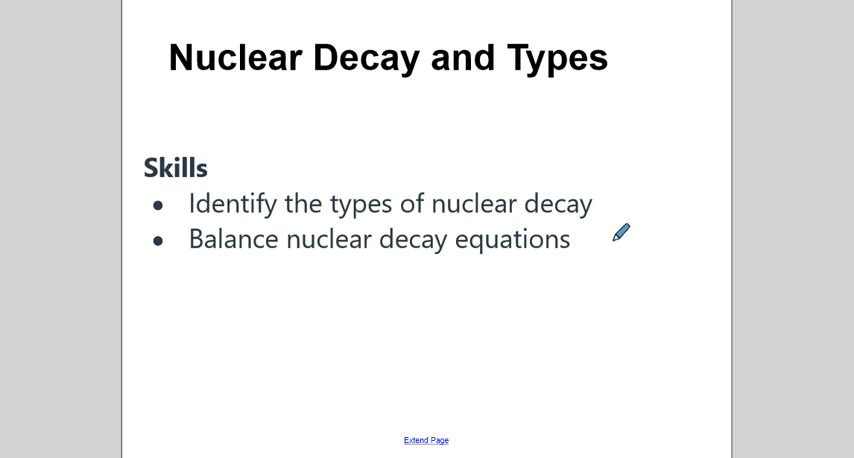 Nuclear Decay and Types
Skills
• Identify the types of nuclear decay
• Balance nuclear decay equations
Extend Page